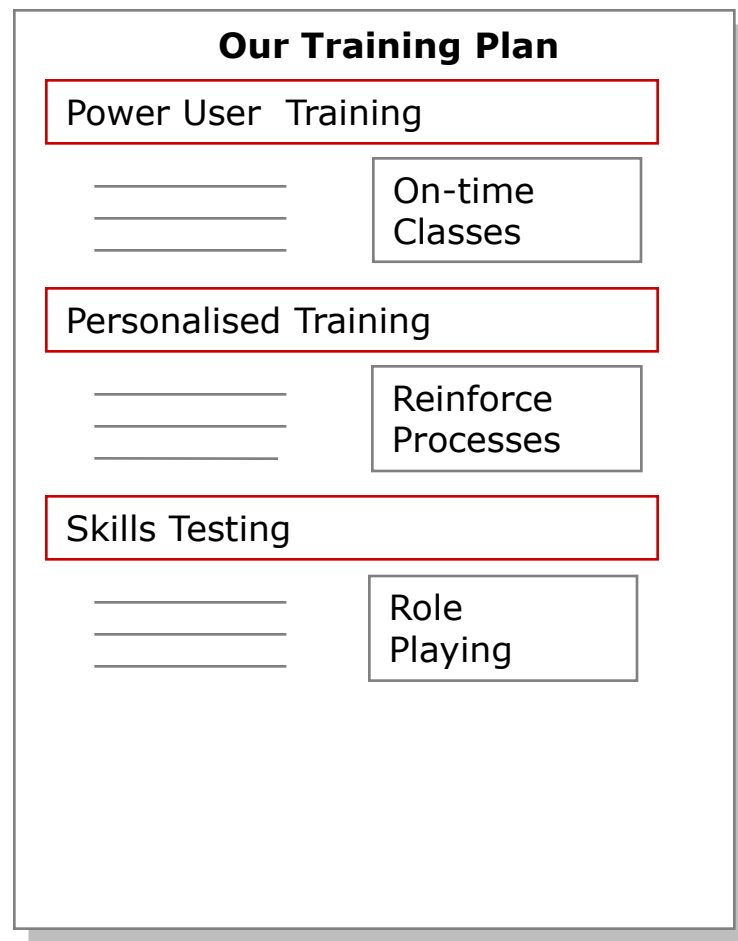 Our Training Plan
Power User  Training
On-time
Classes
Personalised Training
Reinforce
Processes
Skills Testing
Role
Playing